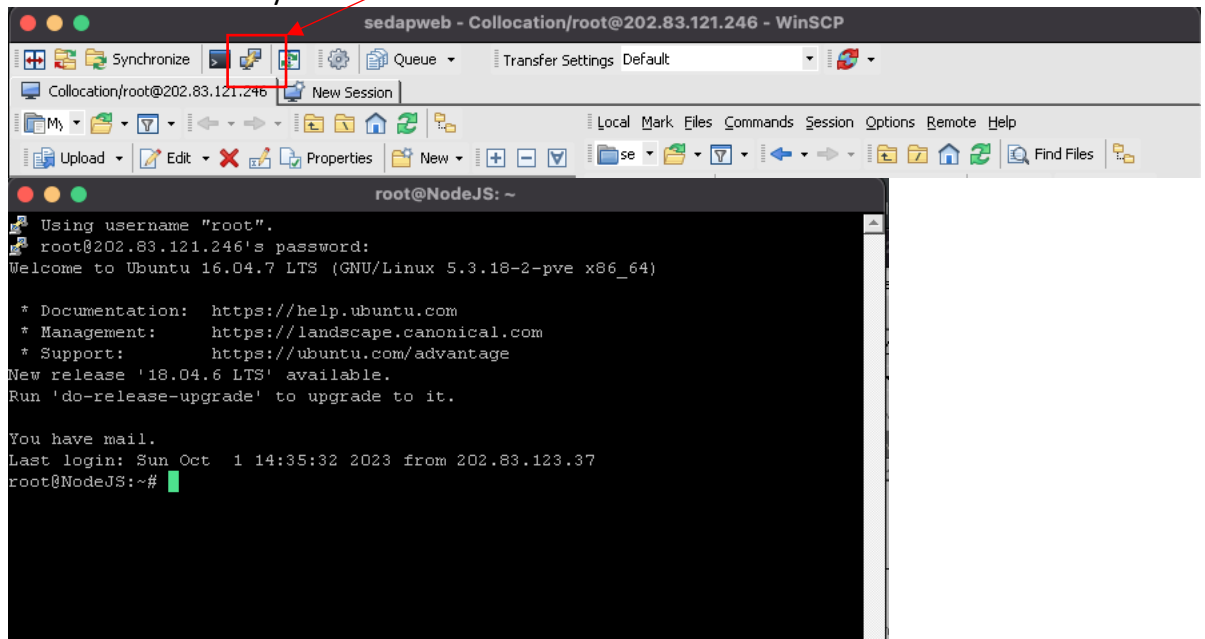 sedapweb - Collocation/root@202.83.121.246 - WinSCP
Synchronize Queue Transfer Settings Default
Collocation/root@202.83.121.246 New Session
My Local Mark Files Commands Session Options Remote Help
Upload Edit Properties New se Find Files
root@NodeJS: ~
Using username "root".
root@202.83.121.246's password:
Welcome to Ubuntu 16.04.7 LTS (GNU/Linux 5.3.18-2-pve x86_64)
* Documentation: https://help.ubuntu.com
* Management: https://landscape.canonical.com
* Support: https://ubuntu.com/advantage
New release '18.04.6 LTS' available.
Run 'do-release-upgrade' to upgrade to it.
You have mail.
Last login: Sun Oct 1 14:35:32 2023 from 202.83.123.37
root@NodeJS:~#